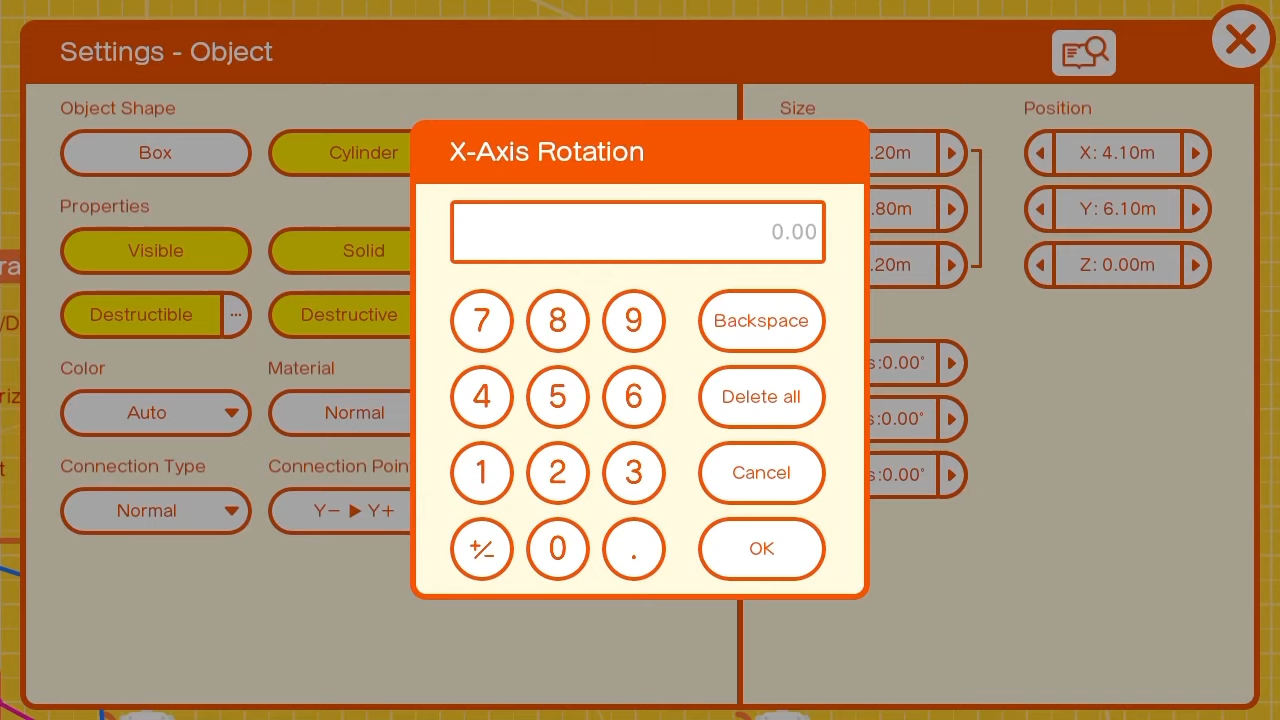 Settings - Object
Object Shape
Box
Cylinder
Properties
Visible
Solid
Destructible
...
Destructive
Color
Material
Auto
Normal
Connection Type
Connection Poin
Normal
Y− ▶ Y+
X-Axis Rotation
0.00
7 8 9 Backspace
4 5 6 Delete all
1 2 3 Cancel
+/− 0 . OK
Size
.20m
.80m
.20m
s:0.00°
s:0.00°
s:0.00°
Position
X: 4.10m
Y: 6.10m
Z: 0.00m
ra
/D
riz
t